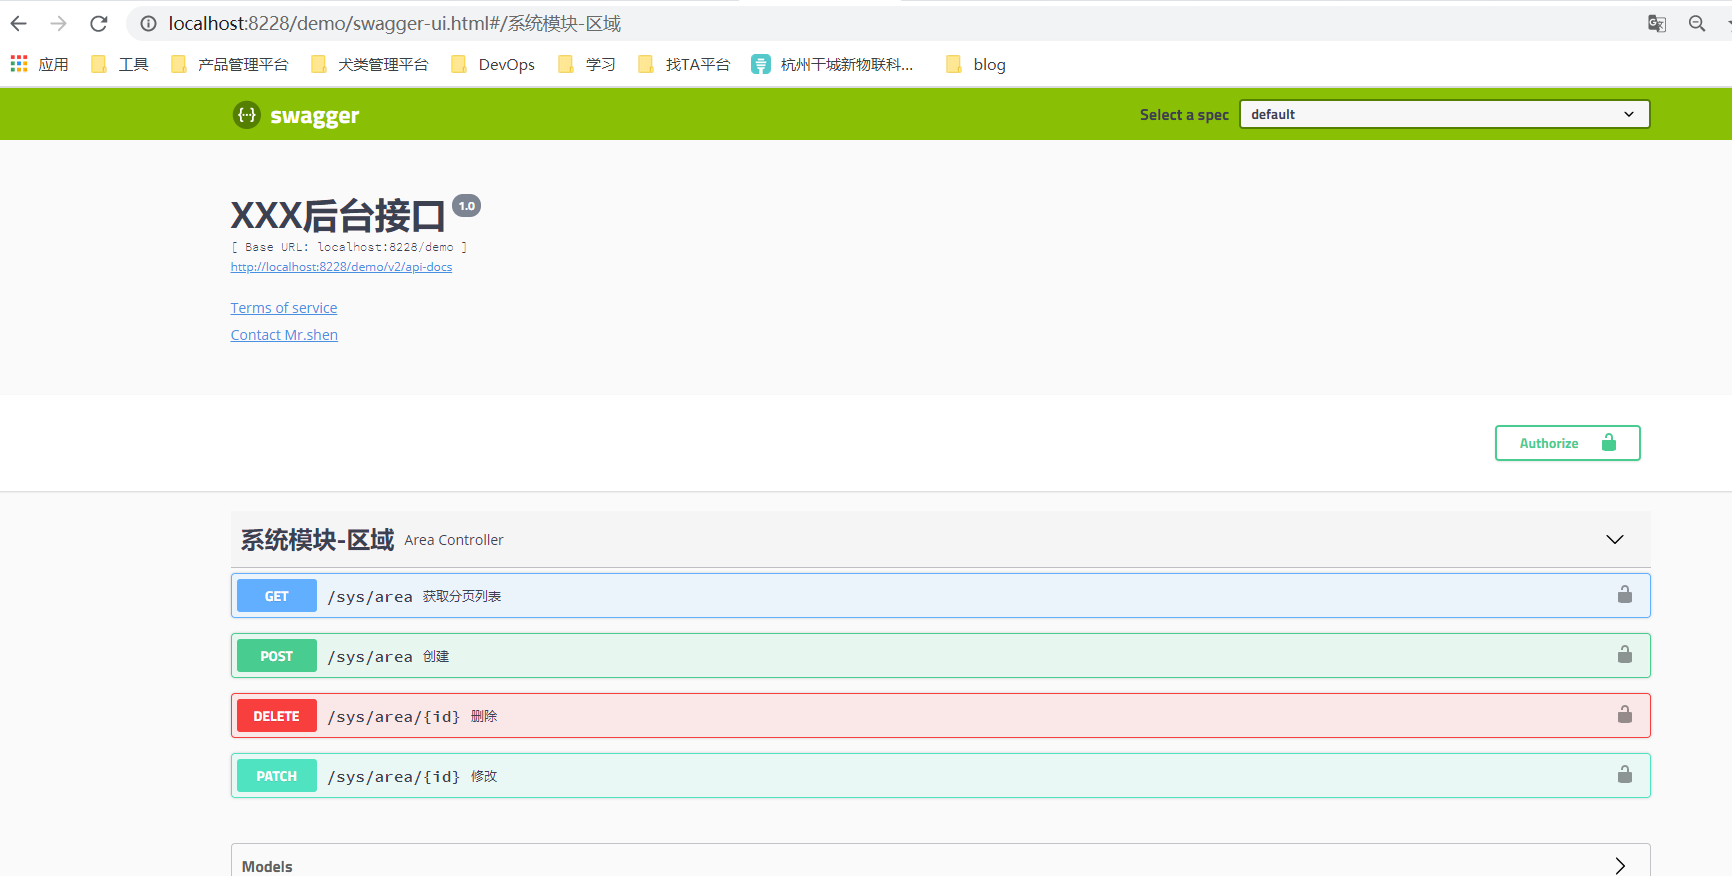 localhost:8228/demo/swagger-ui.html#/系统模块-区域
应用 工具 产品管理平台 犬类管理平台 DevOps 学习 找TA平台 杭州干城新物联科... blog
{···} swagger Select a spec default
XXX后台接口 1.0
[ Base URL: localhost:8228/demo ]
http://localhost:8228/demo/v2/api-docs
Terms of service
Contact Mr.shen
Authorize
系统模块-区域 Area Controller
GET /sys/area 获取分页列表
POST /sys/area 创建
DELETE /sys/area/{id} 删除
PATCH /sys/area/{id} 修改
Models